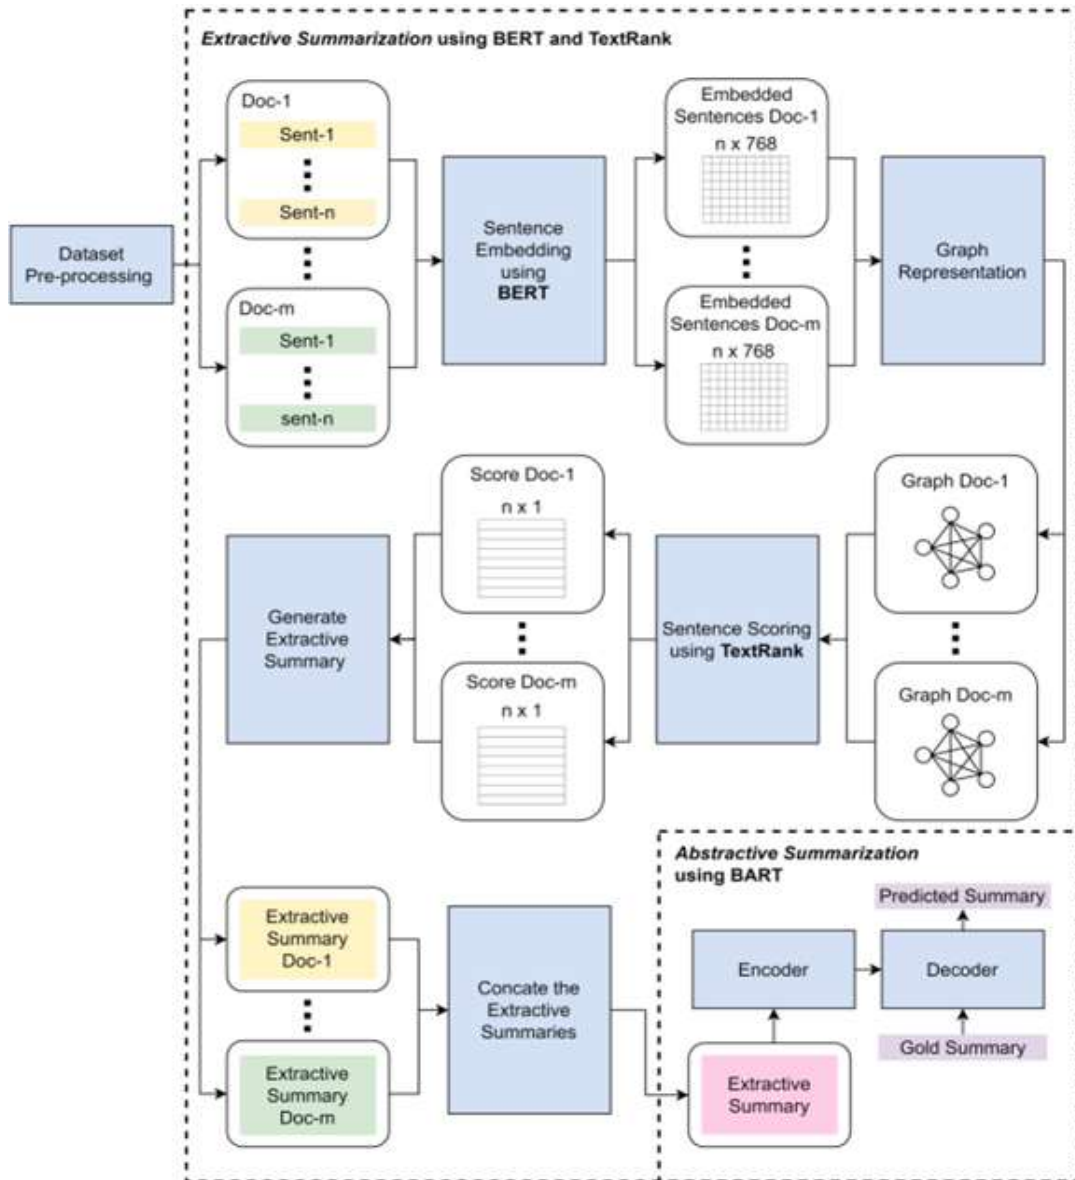 Extractive Summarization using BERT and TextRank
Doc-1
Sent-1
Sent-n
Doc-m
Sent-1
sent-n
Dataset
Pre-processing
Sentence
Embedding
using
BERT
Embedded
Sentences Doc-1
n x 768
Embedded
Sentences Doc-m
n x 768
Graph
Representation
Graph Doc-1
Graph Doc-m
Sentence Scoring
using TextRank
Score Doc-1
n x 1
Score Doc-m
n x 1
Generate
Extractive
Summary
Extractive
Summary
Doc-1
Extractive
Summary
Doc-m
Concate the
Extractive
Summaries
Abstractive Summarization
using BART
Predicted Summary
Encoder
Decoder
Gold Summary
Extractive
Summary